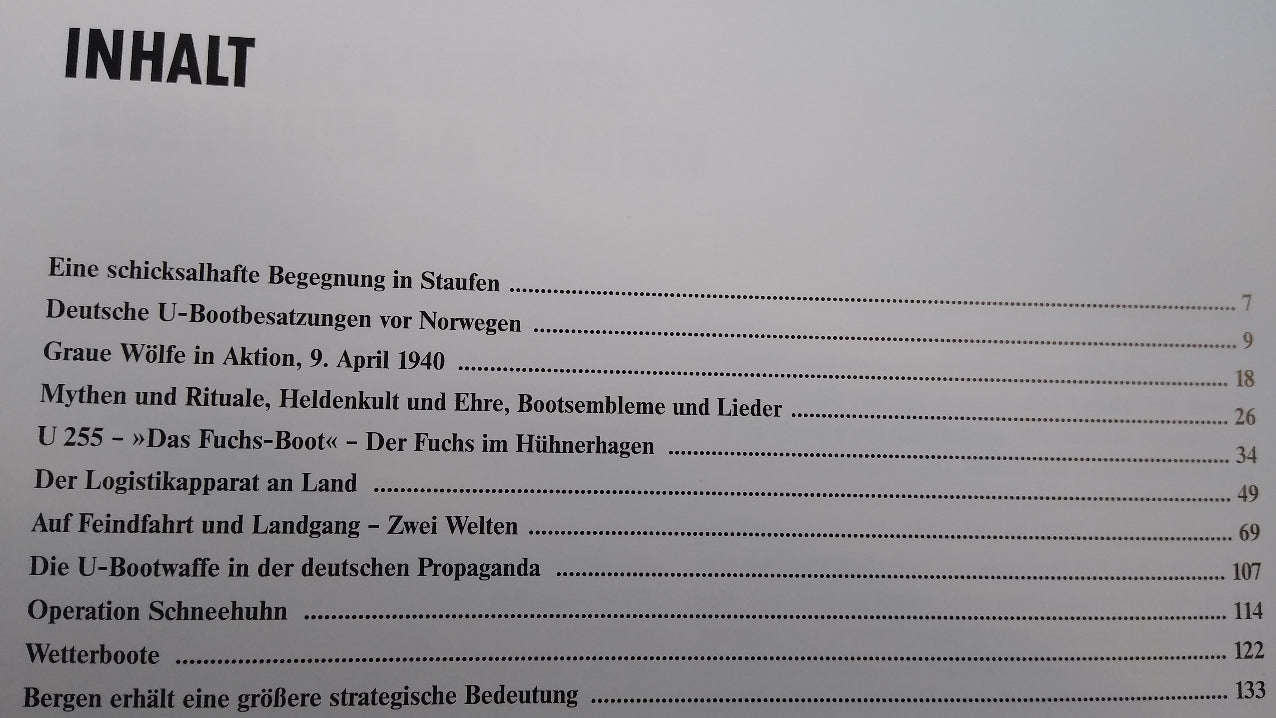 INHALT
Eine schicksalhafte Begegnung in Staufen ........ 7
Deutsche U-Bootbesatzungen vor Norwegen ........ 9
Graue Wölfe in Aktion, 9. April 1940 ........ 18
Mythen und Rituale, Heldenkult und Ehre, Bootsembleme und Lieder ........ 26
U 255 – »Das Fuchs-Boot« – Der Fuchs im Hühnerhagen ........ 34
Der Logistikapparat an Land ........ 49
Auf Feindfahrt und Landgang – Zwei Welten ........ 69
Die U-Bootwaffe in der deutschen Propaganda ........ 107
Operation Schneehuhn ........ 114
Wetterboote ........ 122
Bergen erhält eine größere strategische Bedeutung ........ 133